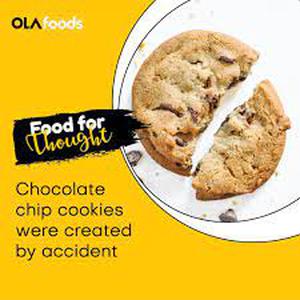 OLA foods
Food for
Thought
Chocolate
chip cookies
were created
by accident